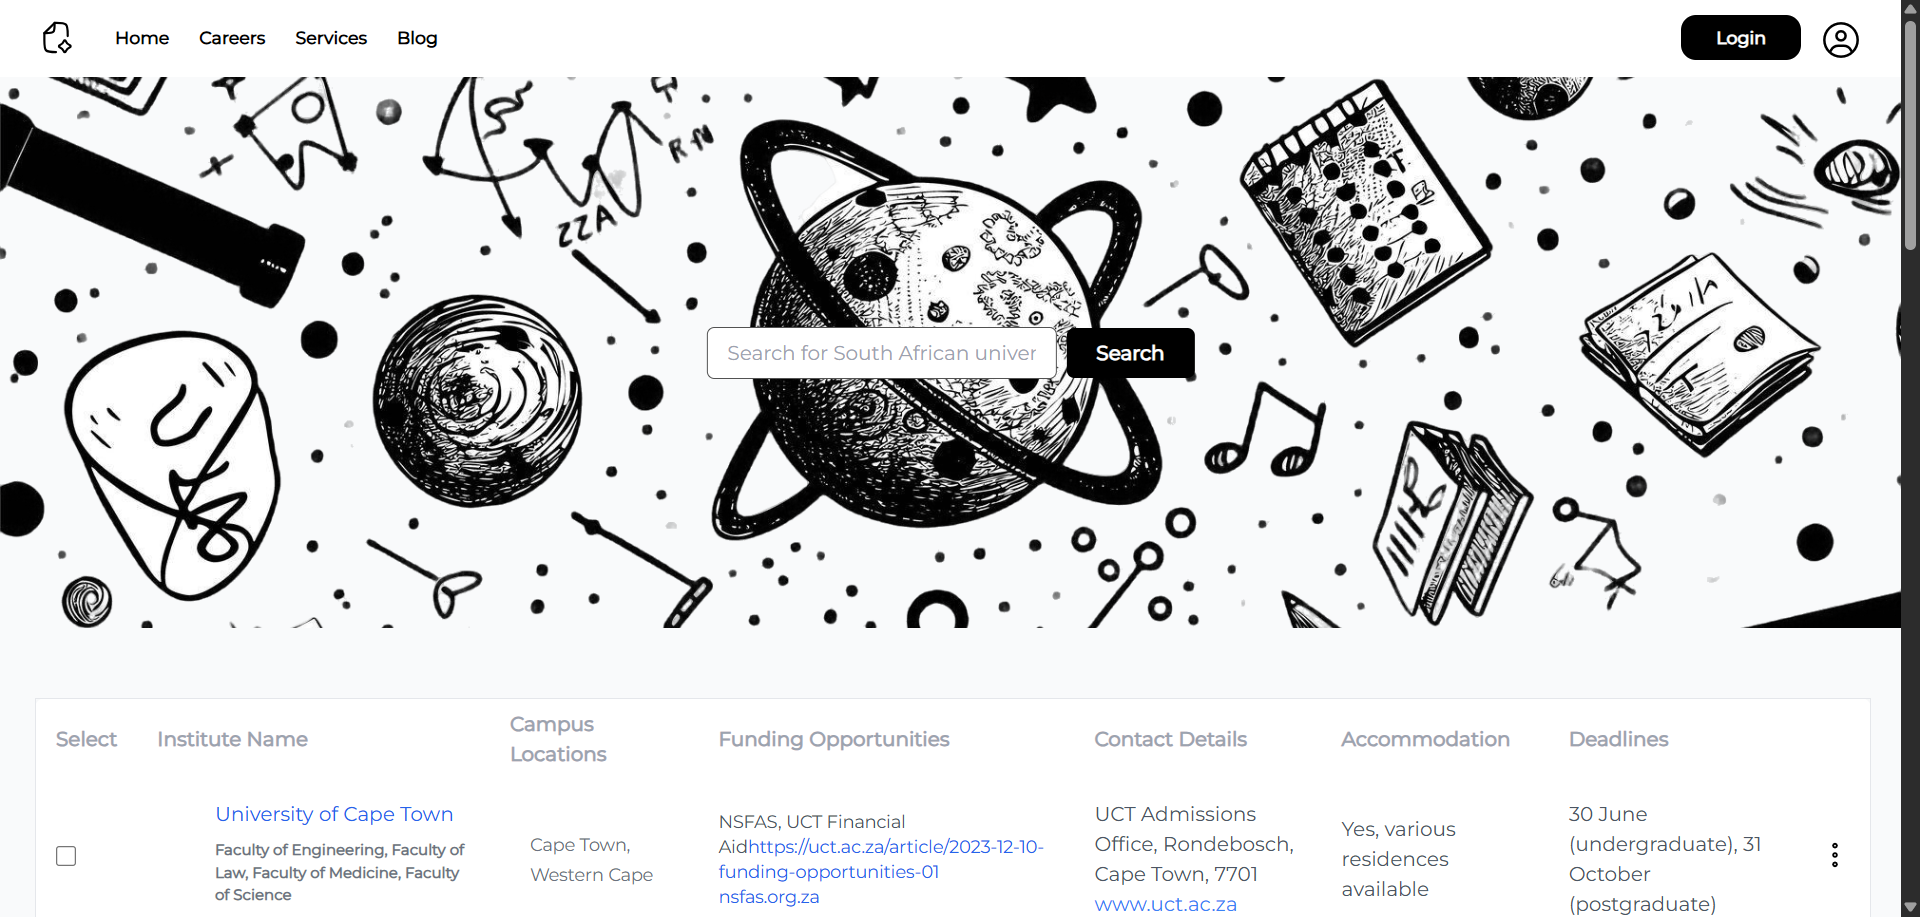 Home Careers Services Blog Login
R N
ZZA
Search for South African univer Search
Select Institute Name Campus Locations Funding Opportunities Contact Details Accommodation Deadlines
University of Cape Town
Faculty of Engineering, Faculty of
Law, Faculty of Medicine, Faculty
of Science
Cape Town,
Western Cape
NSFAS, UCT Financial
Aidhttps://uct.ac.za/article/2023-12-10-
funding-opportunities-01
nsfas.org.za
UCT Admissions
Office, Rondebosch,
Cape Town, 7701
www.uct.ac.za
Yes, various
residences
available
30 June
(undergraduate), 31
October
(postgraduate)